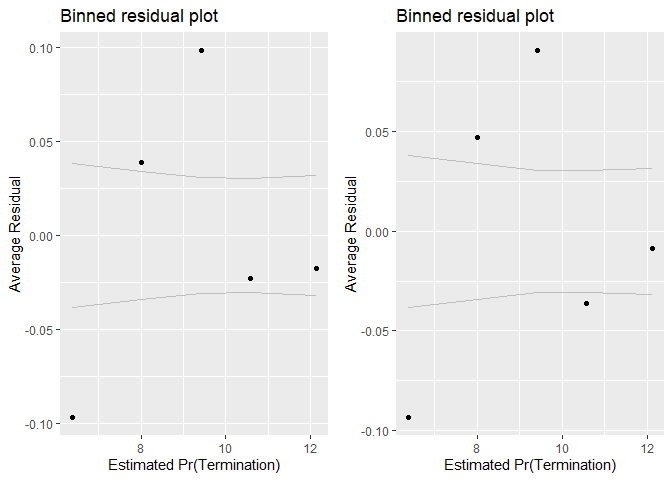 Binned residual plot
0.10
0.05
0.00
-0.05
-0.10
Average Residual
8 10 12
Estimated Pr(Termination)
Binned residual plot
0.05
0.00
-0.05
-0.10
Average Residual
8 10 12
Estimated Pr(Termination)